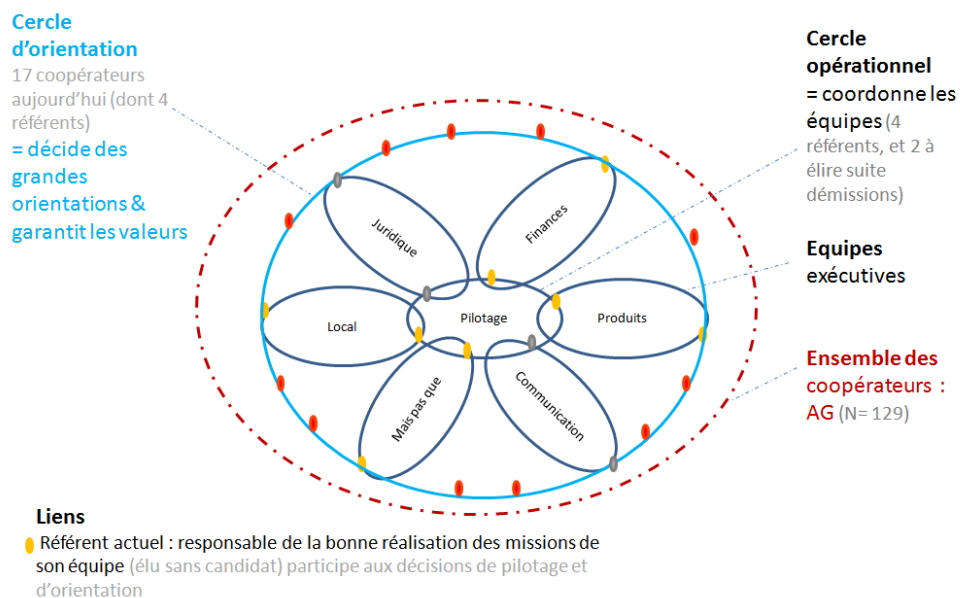 Cercle
d'orientation
17 coopérateurs
aujourd'hui (dont 4
référents)
= décide des
grandes
orientations &
garantit les valeurs
Cercle
opérationnel
= coordonne les
équipes (4
référents, et 2 à
élire suite
démissions)
Equipes
exécutives
Ensemble des
coopérateurs :
AG (N= 129)
Juridique
Finances
Local
Pilotage
Produits
Mais pas que
Communication
Liens
Référent actuel : responsable de la bonne réalisation des missions de
son équipe (élu sans candidat) participe aux décisions de pilotage et
d'orientation